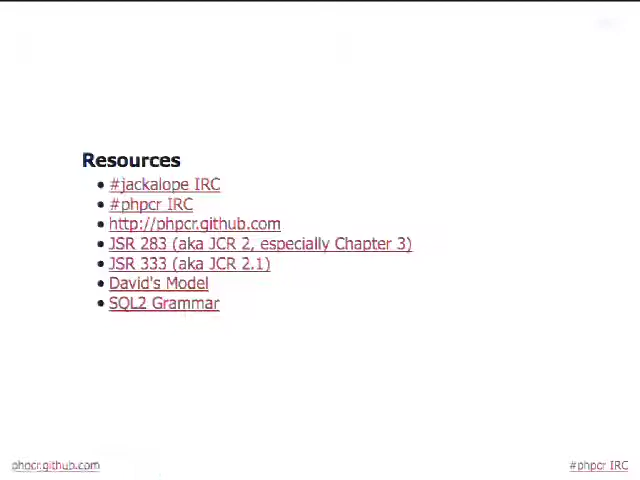 Resources
#jackalope IRC
#phpcr IRC
http://phpcr.github.com
JSR 283 (aka JCR 2, especially Chapter 3)
JSR 333 (aka JCR 2.1)
David's Model
SQL2 Grammar
phpcr.github.com
#phpcr IRC